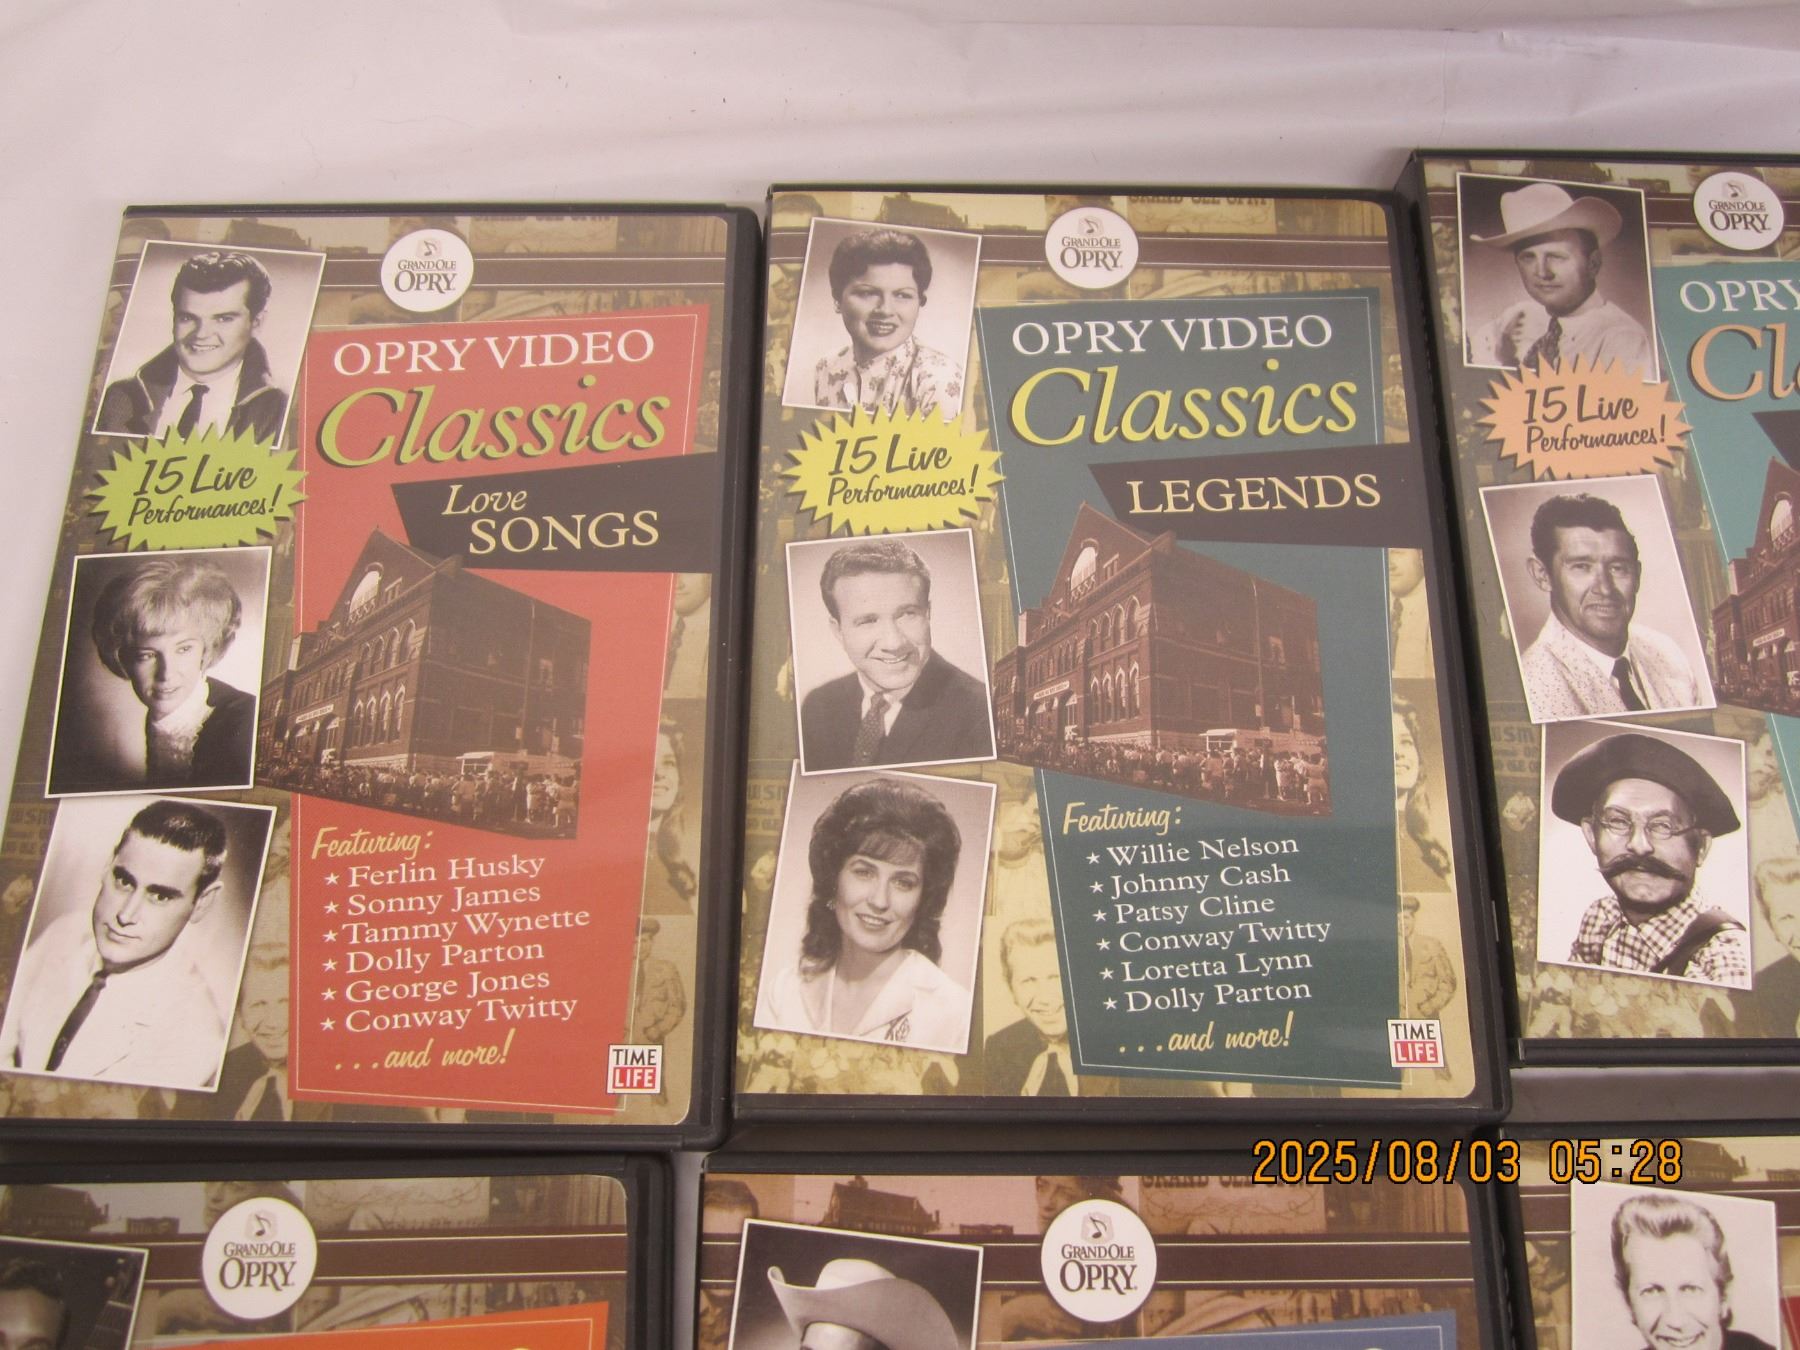 GRAND OLE
OPRY
OPRY VIDEO
Classics
15 Live
Performances!
Love
SONGS
Featuring:
★ Ferlin Husky
★ Sonny James
★ Tammy Wynette
★ Dolly Parton
★ George Jones
★ Conway Twitty
...and more!
TIME
LIFE
GRAND OLE
OPRY
OPRY VIDEO
Classics
15 Live
Performances!
LEGENDS
Featuring:
★ Willie Nelson
★ Johnny Cash
★ Patsy Cline
★ Conway Twitty
★ Loretta Lynn
★ Dolly Parton
...and more!
TIME
LIFE
GRAND OLE
OPRY
OPRY
Cl
15 Live
Performances!
2025/08/03 05:28
GRAND OLE
OPRY
GRAND OLE
OPRY